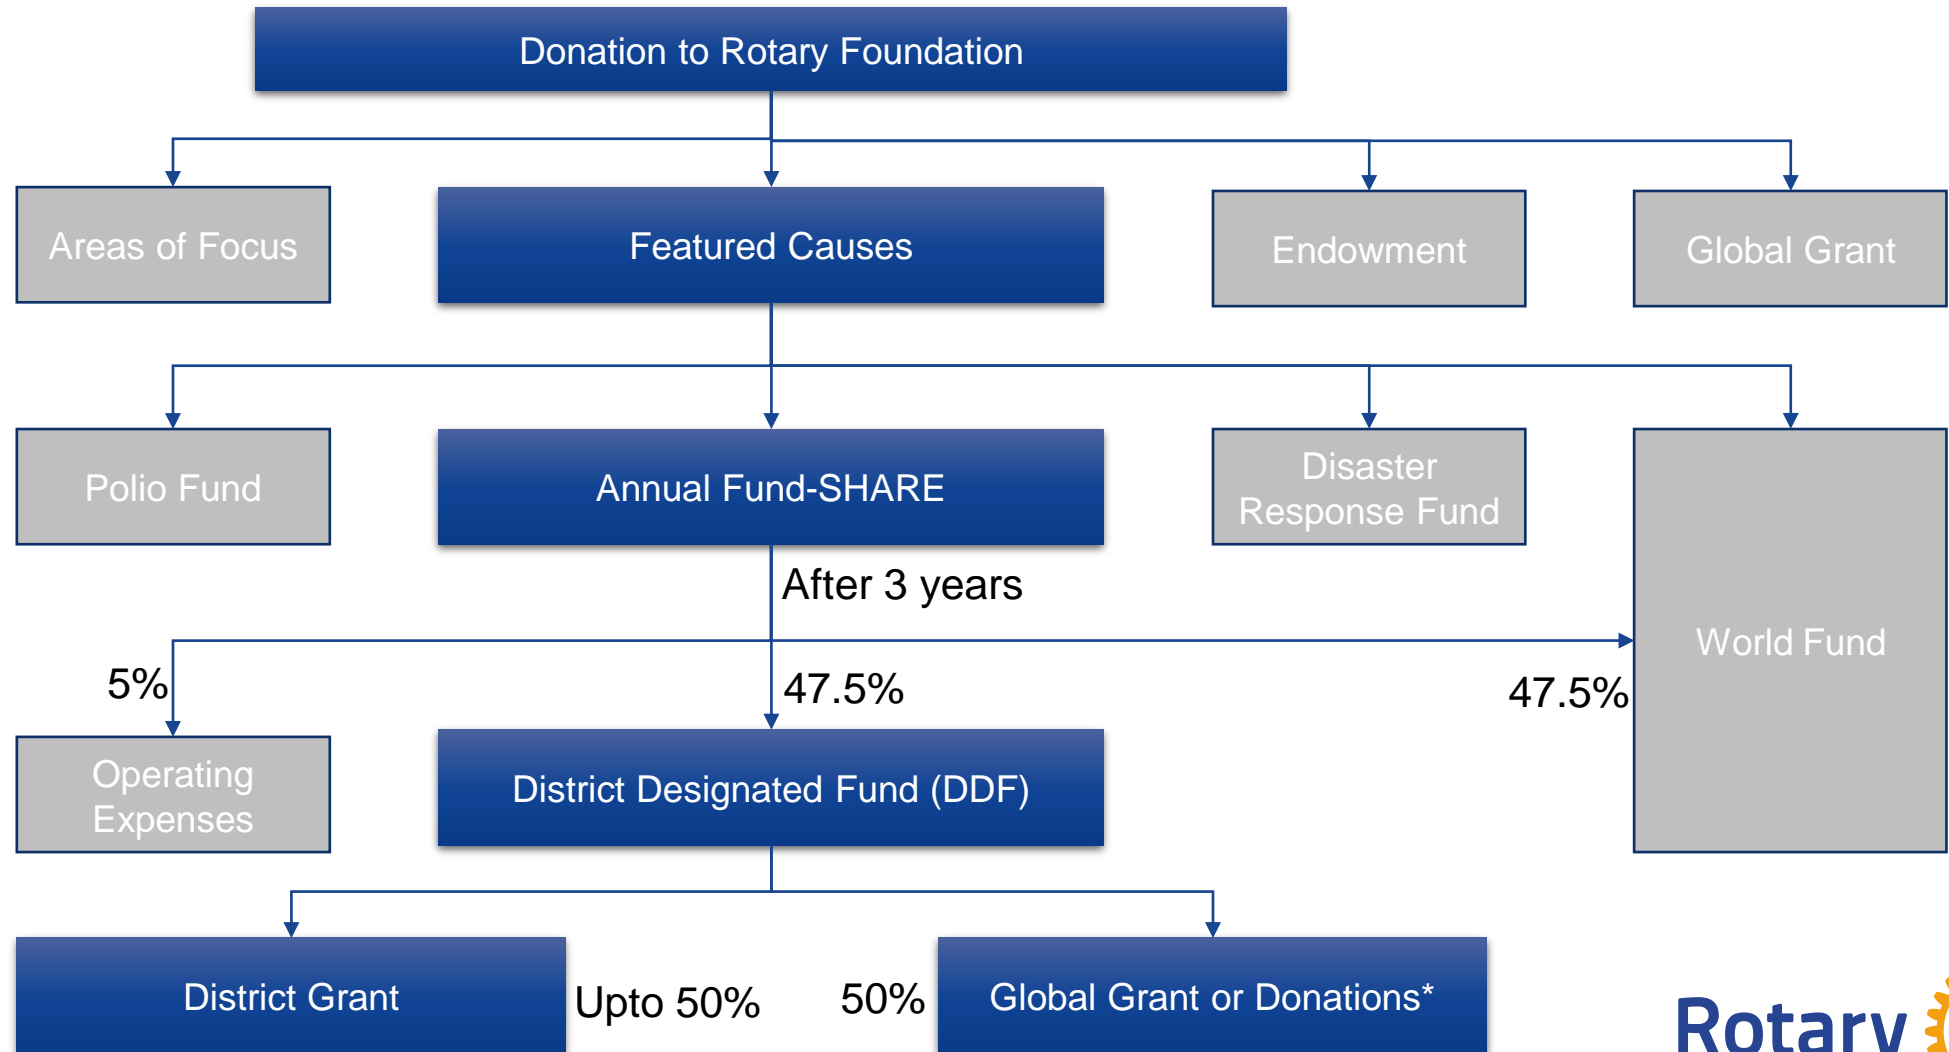 Donation to Rotary Foundation
Areas of Focus
Featured Causes
Endowment
Global Grant
Polio Fund
Annual Fund-SHARE
Disaster
Response Fund
World Fund
After 3 years
5%
47.5%
47.5%
Operating
Expenses
District Designated Fund (DDF)
District Grant
Upto 50%
50%
Global Grant or Donations*
Rotary